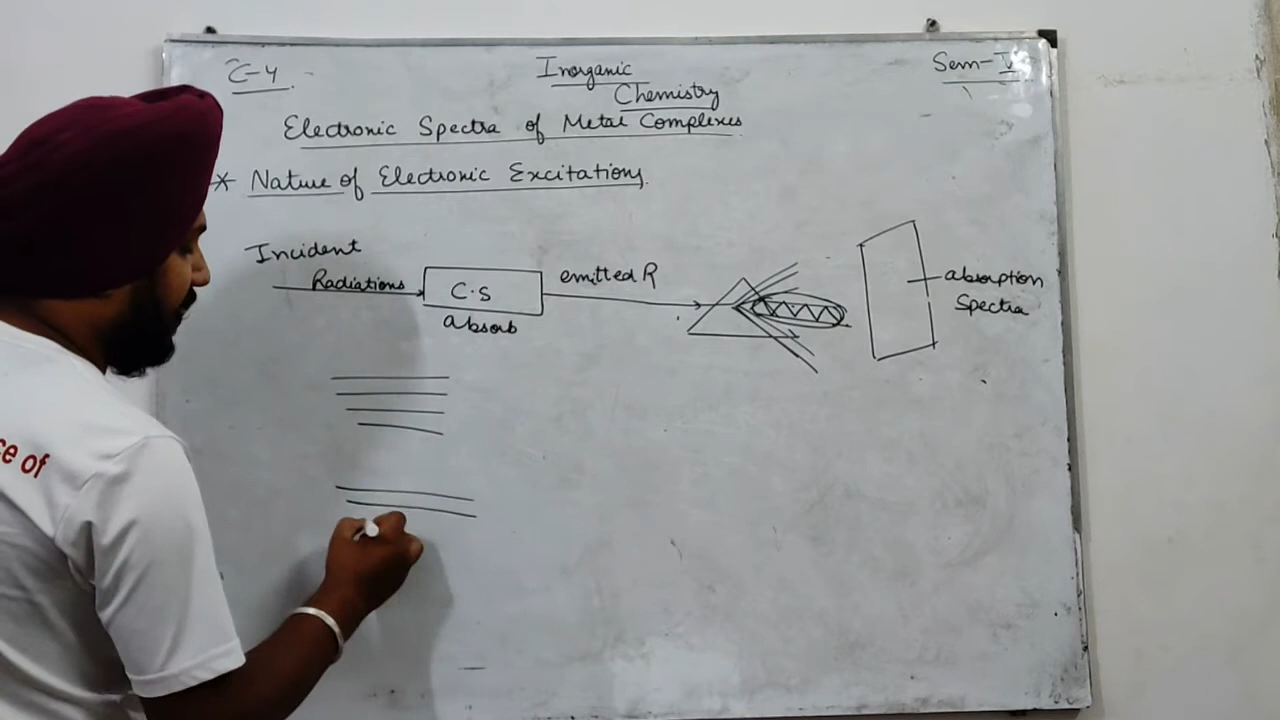 C-4
Inorganic
Chemistry
Sem-IV
Electronic Spectra of Metal Complexes
* Nature of Electronic Excitations
Incident
Radiations
C.S
absorb
emitted R
absorption
Spectra
ce of